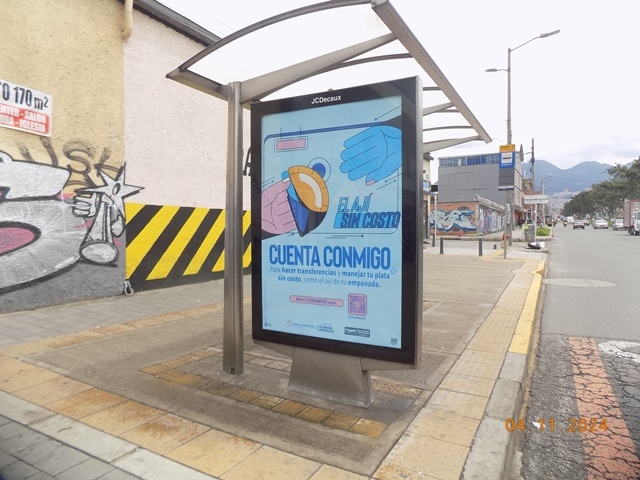 O 170 m²
JCDecaux
EL AJÍ
SIN COSTO
CUENTA CONMIGO
Para hacer transferencias y manejar tu plata
sin costo, como el ají de tu empanada.
04 11 2024